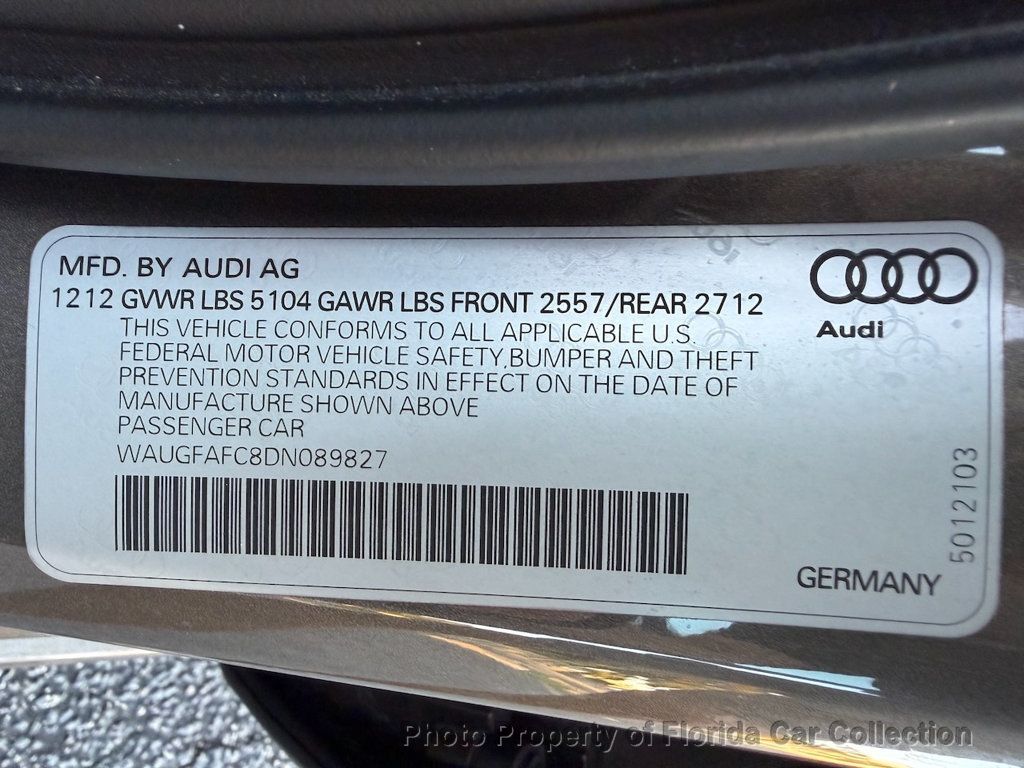 MFD. BY AUDI AG
1212 GVWR LBS 5104 GAWR LBS FRONT 2557/REAR 2712
THIS VEHICLE CONFORMS TO ALL APPLICABLE U.S.
FEDERAL MOTOR VEHICLE SAFETY,BUMPER AND THEFT
PREVENTION STANDARDS IN EFFECT ON THE DATE OF
MANUFACTURE SHOWN ABOVE
PASSENGER CAR
WAUGFAFC8DN089827
Audi
5012103
GERMANY
Photo Property of Florida Car Collection